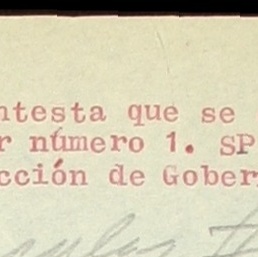 ntesta que se
r número 1. SP
cción de Gober